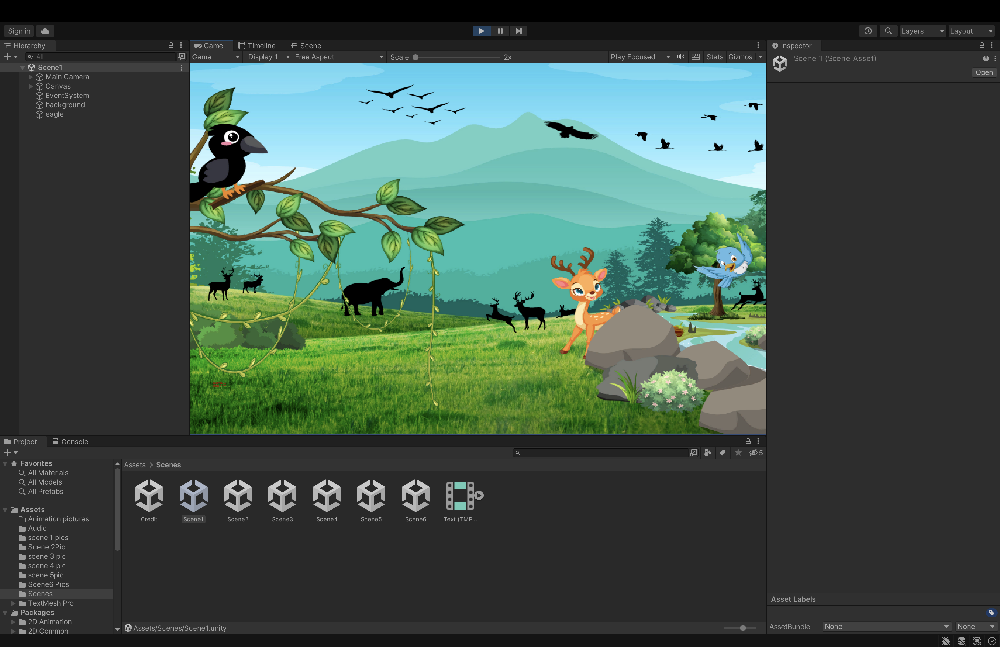 Sign in
Layers
Layout
Hierarchy
All
Scene1
Main Camera
Canvas
EventSystem
background
eagle
Game Timeline Scene
Game Display 1 Free Aspect Scale 2x Play Focused Stats Gizmos
Inspector
Scene 1 (Scene Asset)
Open
Project Console
5
Favorites
All Materials
All Models
All Prefabs
Assets
Animation pictures
Audio
scene 1 pics
Scene 2Pic
scene 3 pic
scene 4 pic
scene 5pic
Scene6 Pics
Scenes
TextMesh Pro
Packages
2D Animation
2D Common
Assets > Scenes
Credit Scene1 Scene2 Scene3 Scene4 Scene5 Scene6 Text (TMP...
Assets/Scenes/Scene1.unity
Asset Labels
AssetBundle None None